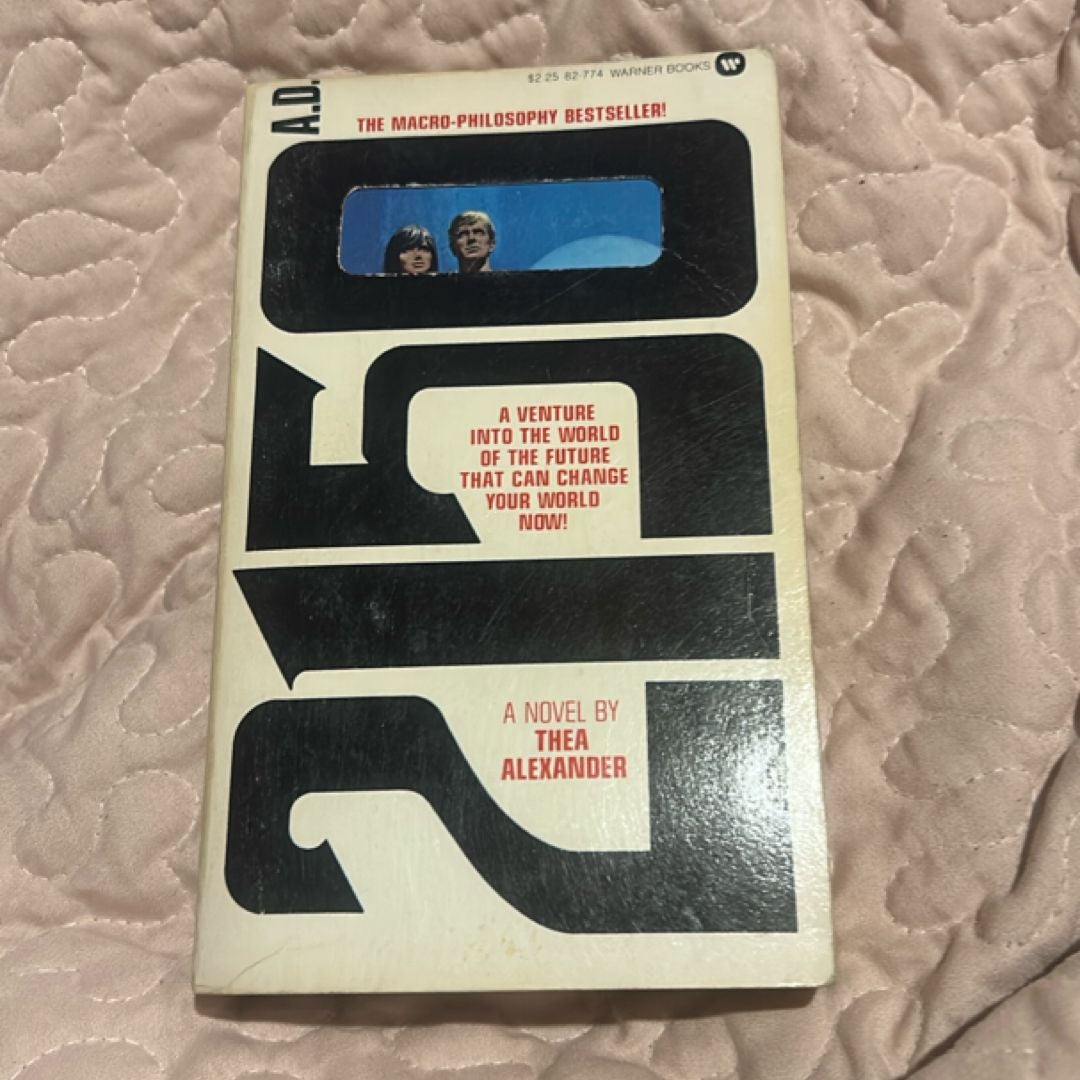 $2.25 82-774 WARNER BOOKS W
THE MACRO-PHILOSOPHY BESTSELLER!
2150 A.D.
A VENTURE
INTO THE WORLD
OF THE FUTURE
THAT CAN CHANGE
YOUR WORLD
NOW!
A NOVEL BY
THEA
ALEXANDER